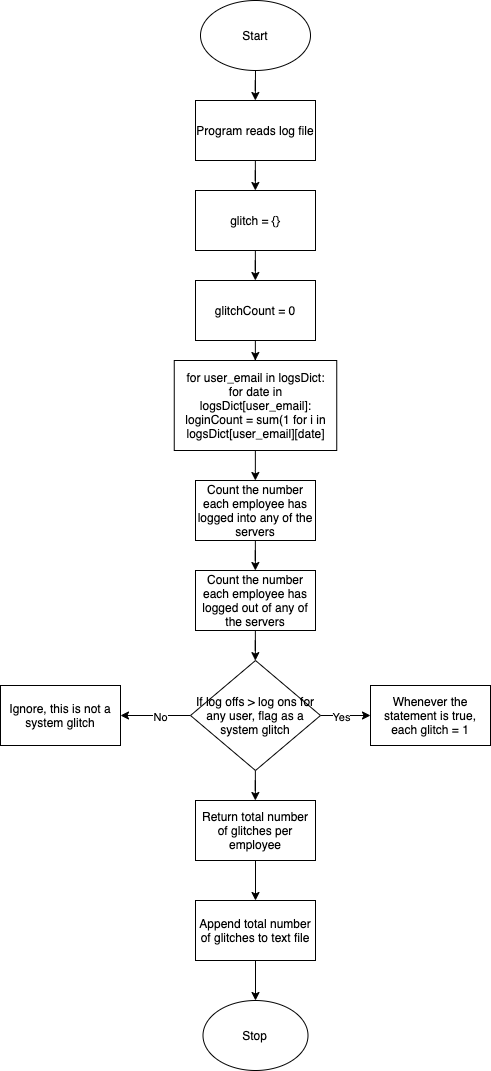 Start
Program reads log file
glitch = {}
glitchCount = 0
for user_email in logsDict:
for date in
logsDict[user_email]:
loginCount = sum(1 for i in
logsDict[user_email][date]
Count the number
each employee has
logged into any of the
servers
Count the number
each employee has
logged out of any of
the servers
If log offs > log ons for
any user, flag as a
system glitch
No
Ignore, this is not a
system glitch
Yes
Whenever the
statement is true,
each glitch = 1
Return total number
of glitches per
employee
Append total number
of glitches to text file
Stop